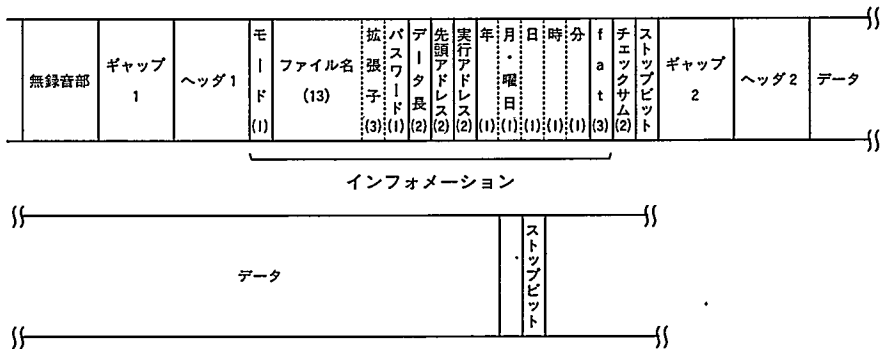 無録音部
ギャップ
1
ヘッダ1
モード
(1)
ファイル名
(13)
拡張子
(3)
パスワード
(1)
データ長
(2)
先頭アドレス
(2)
実行アドレス
(2)
年
(1)
月・曜日
(1)
日
(1)
時
(1)
分
(1)
fat
(3)
チェックサム
(2)
ストップビット
ギャップ
2
ヘッダ2
データ
インフォメーション
データ
ストップビット